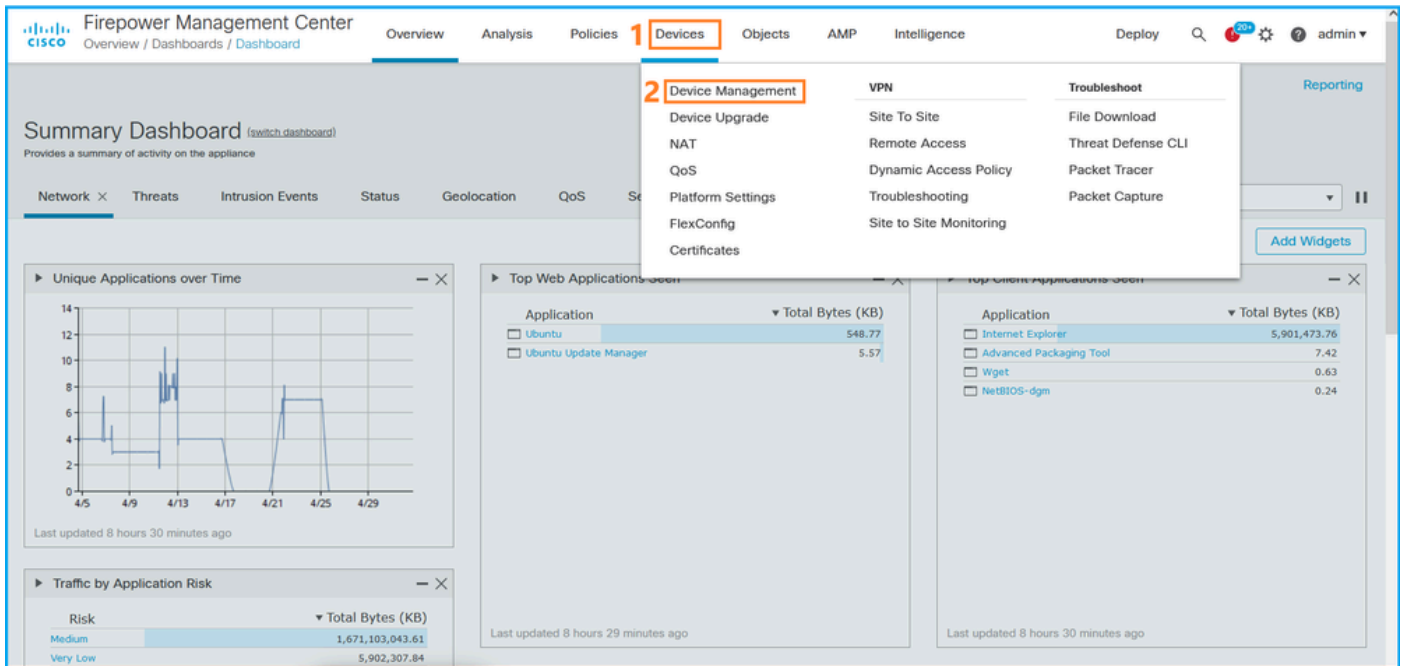 CISCO
Firepower Management Center
Overview / Dashboards / Dashboard
Overview Analysis Policies 1 Devices Objects AMP Intelligence Deploy 20+ admin
2 Device Management
Device Upgrade
NAT
QoS
Platform Settings
FlexConfig
Certificates
VPN
Site To Site
Remote Access
Dynamic Access Policy
Troubleshooting
Site to Site Monitoring
Troubleshoot
File Download
Threat Defense CLI
Packet Tracer
Packet Capture
Reporting
Summary Dashboard (switch dashboard)
Provides a summary of activity on the appliance
Network Threats Intrusion Events Status Geolocation QoS
Add Widgets
Unique Applications over Time
14
12
10
8
6
4
2
0
4/5 4/9 4/13 4/17 4/21 4/25 4/29
Last updated 8 hours 30 minutes ago
Top Web Applications Seen
Application Total Bytes (KB)
Ubuntu 548.77
Ubuntu Update Manager 5.57
Last updated 8 hours 29 minutes ago
Top Client Applications Seen
Application Total Bytes (KB)
Internet Explorer 5,901,473.76
Advanced Packaging Tool 7.42
Wget 0.63
NetBIOS-dgm 0.24
Last updated 8 hours 30 minutes ago
Traffic by Application Risk
Risk Total Bytes (KB)
Medium 1,671,103,043.61
Very Low 5,902,307.84